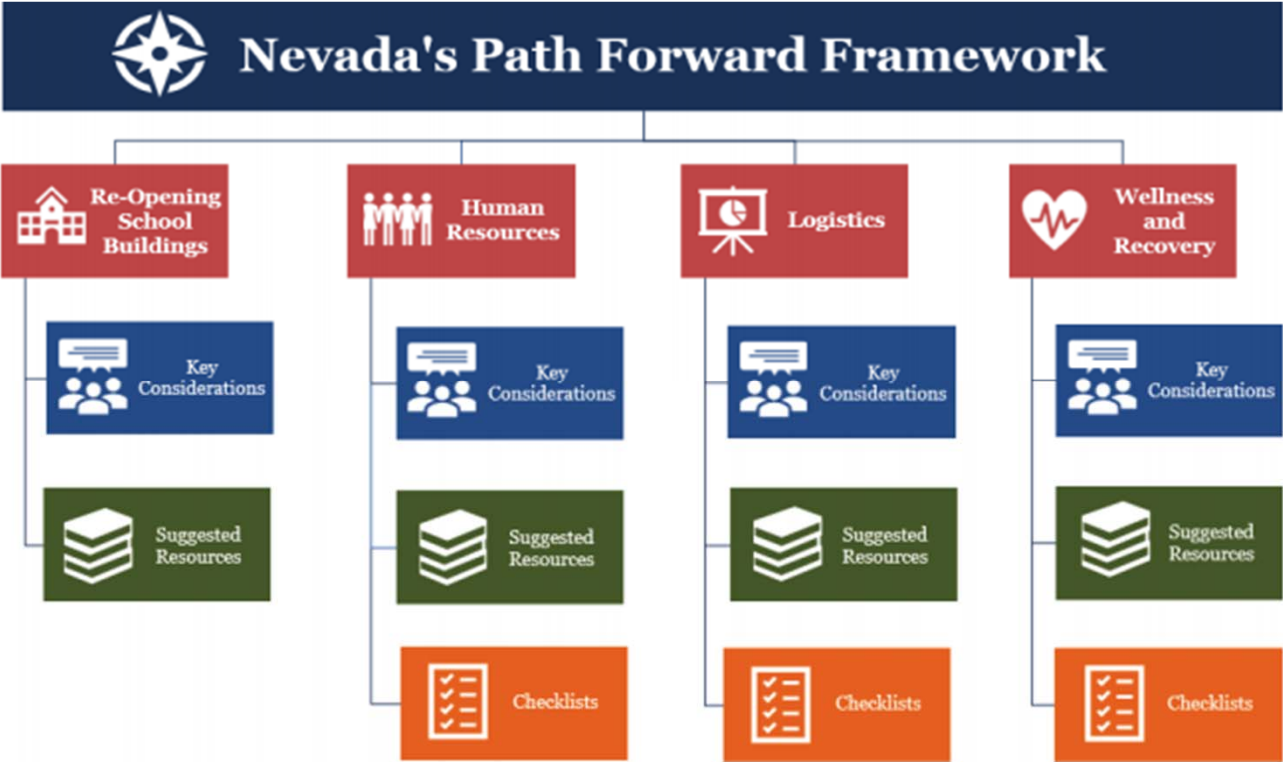 Nevada's Path Forward Framework
Re-Opening
School
Buildings
Human
Resources
Logistics
Wellness
and
Recovery
Key
Considerations
Key
Considerations
Key
Considerations
Key
Considerations
Suggested
Resources
Suggested
Resources
Suggested
Resources
Suggested
Resources
Checklists
Checklists
Checklists